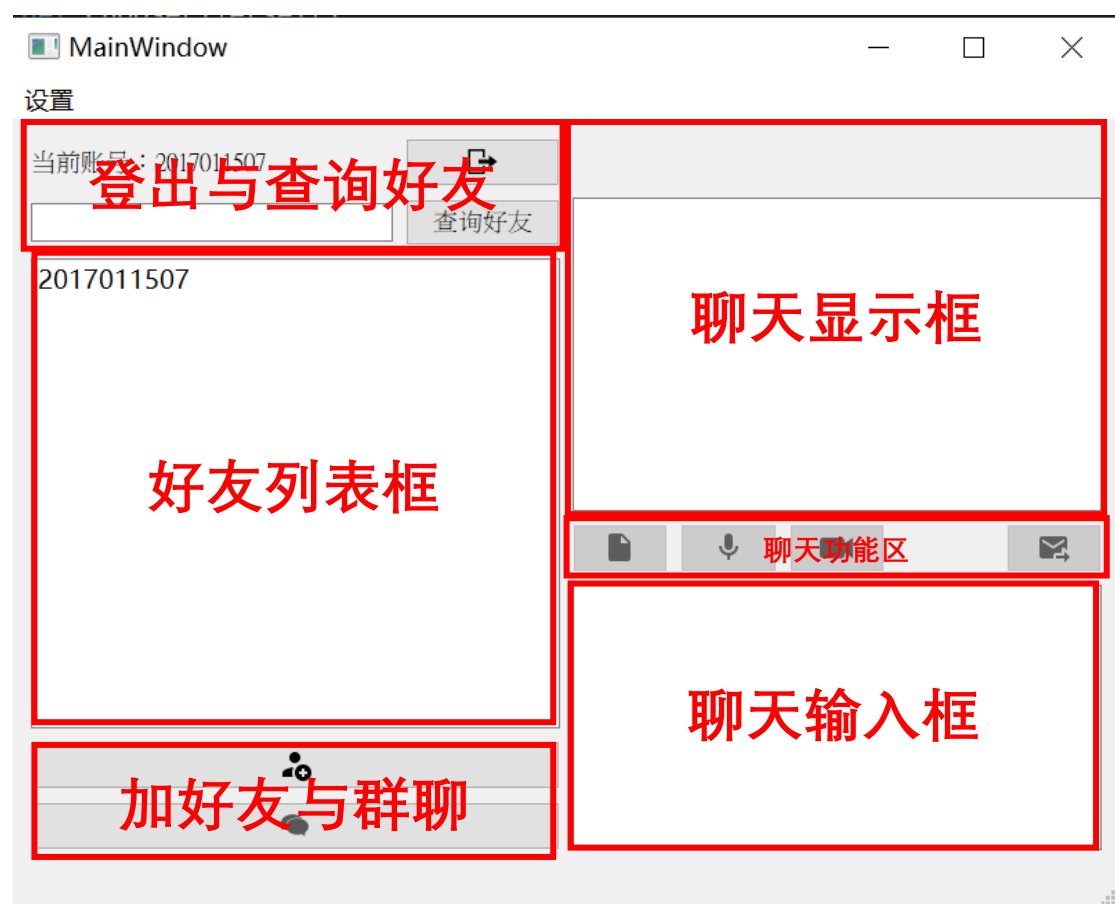 MainWindow
设置
当前账号：2017011507
登出与查询好友
查询好友
2017011507
好友列表框
加好友与群聊
聊天显示框
聊天功能区
聊天输入框